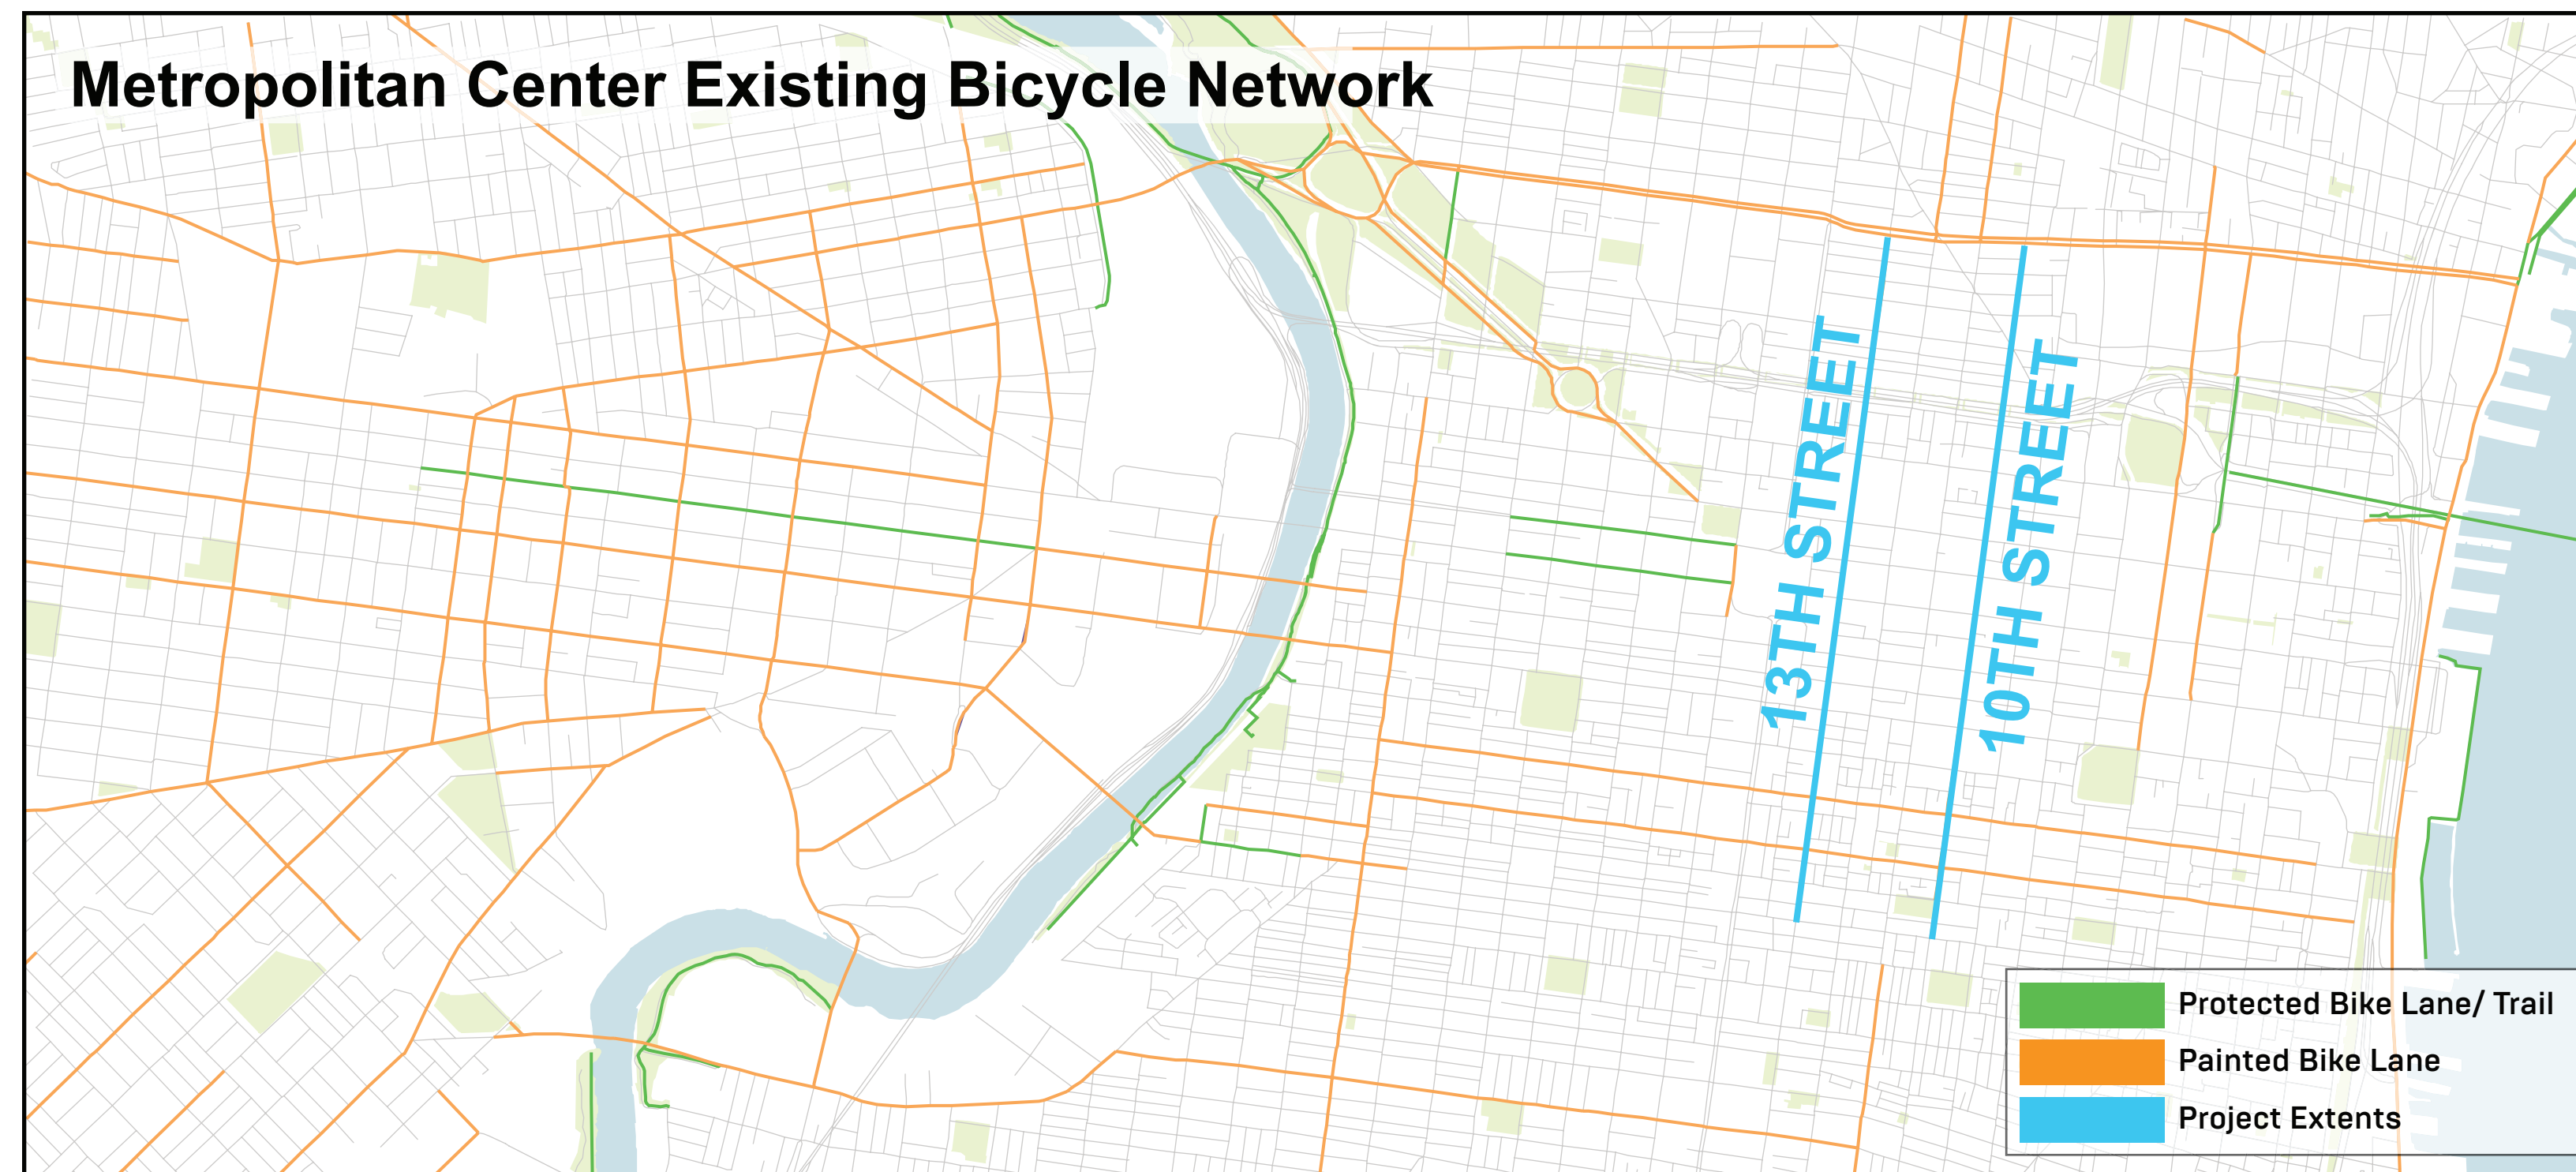 Metropolitan Center Existing Bicycle Network
13TH STREET
10TH STREET
Protected Bike Lane/ Trail
Painted Bike Lane
Project Extents